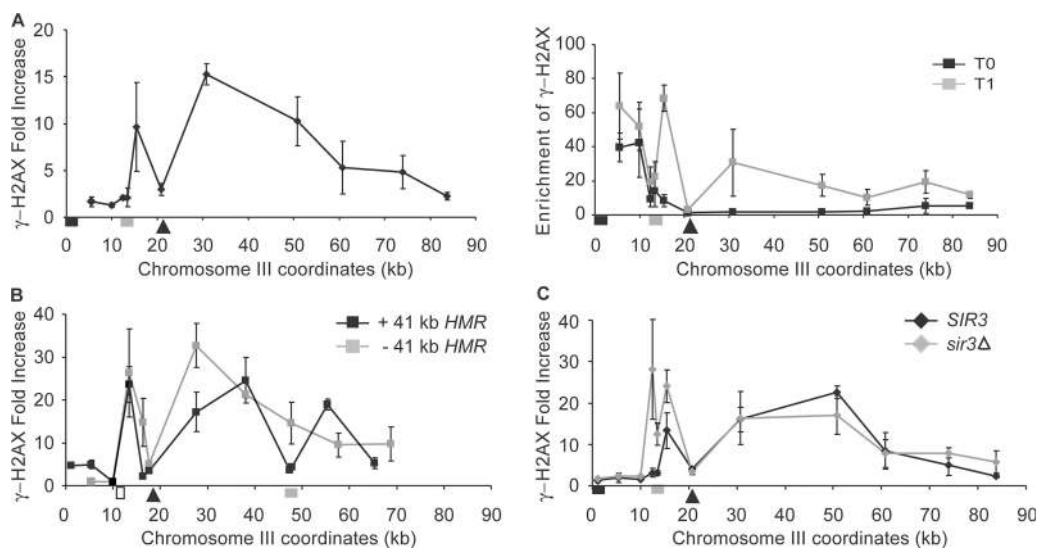 A
γ–H2AX Fold Increase
20
15
10
5
0
0 10 20 30 40 50 60 70 80 90
Chromosome III coordinates (kb)
Enrichment of γ–H2AX
100
80
60
40
20
0
T0
T1
0 10 20 30 40 50 60 70 80 90
Chromosome III coordinates (kb)
B
γ–H2AX Fold Increase
40
30
20
10
0
+ 41 kb HMR
- 41 kb HMR
0 10 20 30 40 50 60 70 80 90
Chromosome III coordinates (kb)
C
γ–H2AX Fold Increase
40
30
20
10
0
SIR3
sir3Δ
0 10 20 30 40 50 60 70 80 90
Chromosome III coordinates (kb)